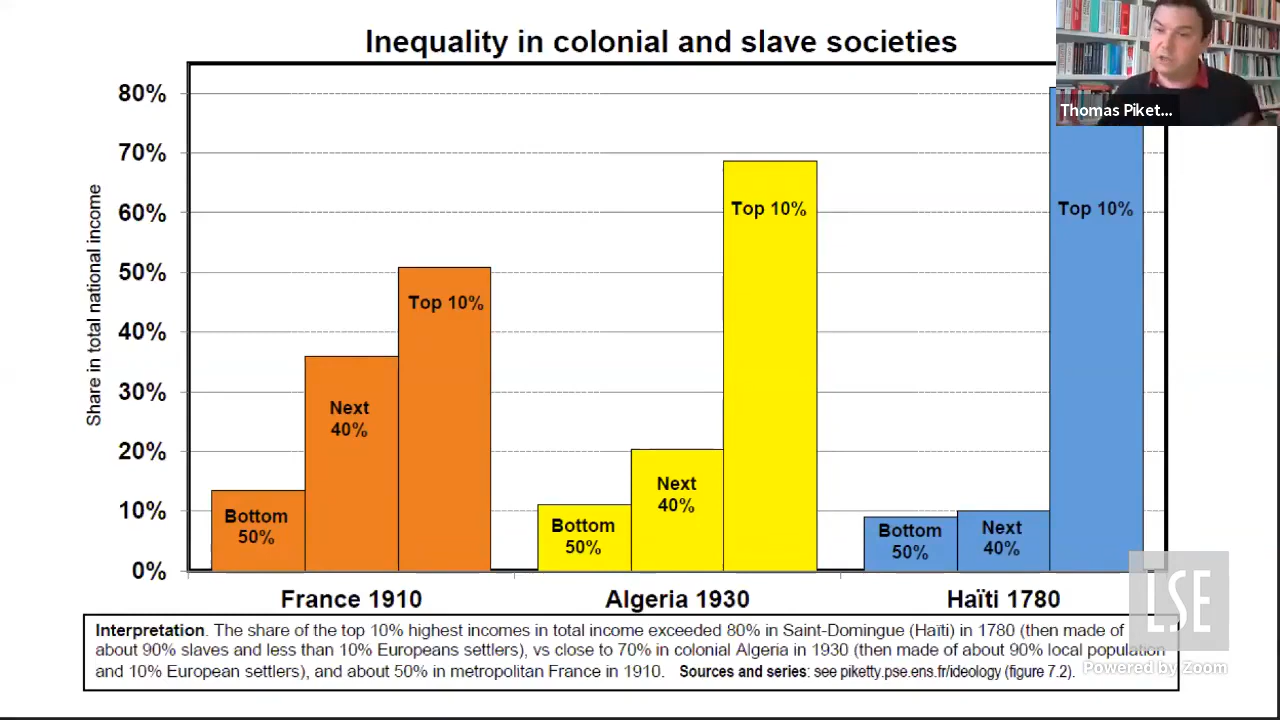 Inequality in colonial and slave societies
Thomas Piket...
Share in total national income
80%
70%
60%
50%
40%
30%
20%
10%
0%
Bottom
50%
Next
40%
Top 10%
Bottom
50%
Next
40%
Top 10%
Bottom
50%
Next
40%
Top 10%
France 1910
Algeria 1930
Haïti 1780
Interpretation. The share of the top 10% highest incomes in total income exceeded 80% in Saint-Domingue (Haïti) in 1780 (then made of
about 90% slaves and less than 10% Europeans settlers), vs close to 70% in colonial Algeria in 1930 (then made of about 90% local population
and 10% European settlers), and about 50% in metropolitan France in 1910. Sources and series: see piketty.pse.ens.fr/ideology (figure 7.2).
LSE
Powered by Zoom